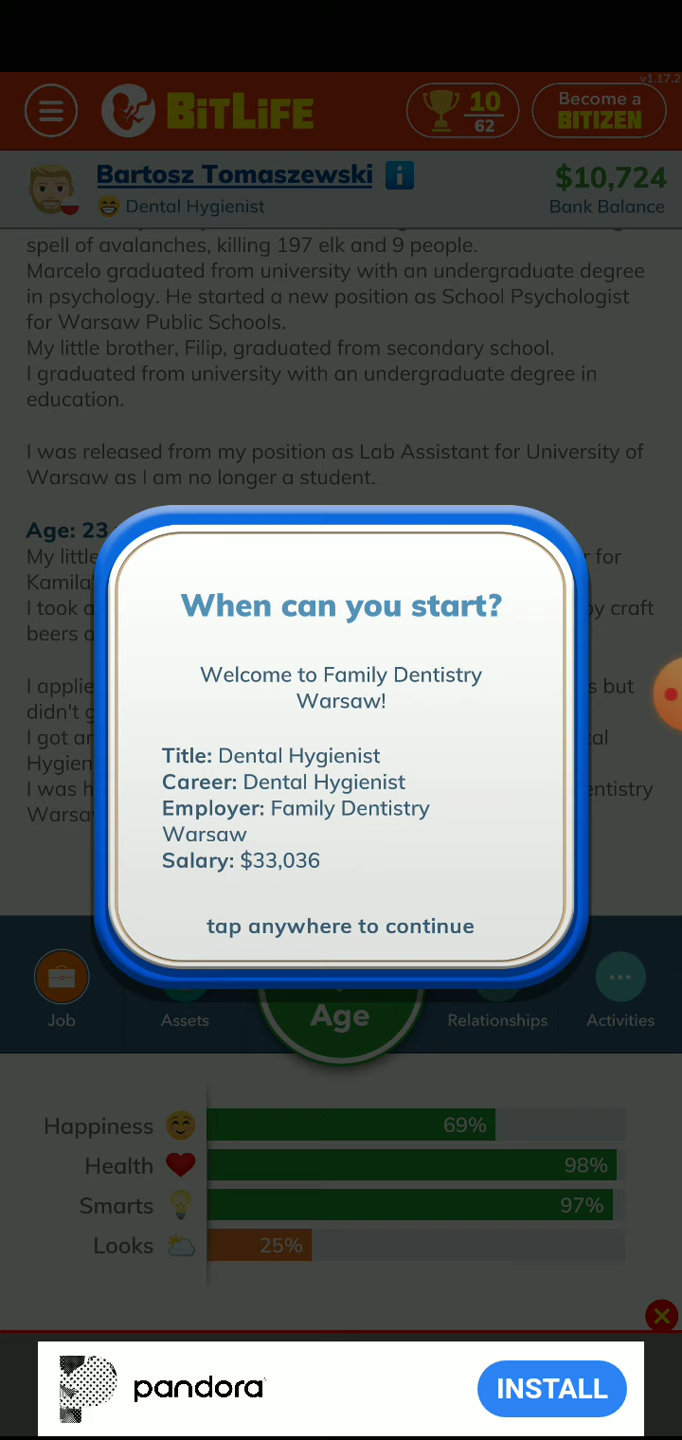 v1.17.2
BiTLiFE
10
62
Become a
BITIZEN
Bartosz Tomaszewski
$10,724
Dental Hygienist
Bank Balance
spell of avalanches, killing 197 elk and 9 people.
Marcelo graduated from university with an undergraduate degree
in psychology. He started a new position as School Psychologist
for Warsaw Public Schools.
My little brother, Filip, graduated from secondary school.
I graduated from university with an undergraduate degree in
education.
I was released from my position as Lab Assistant for University of
Warsaw as I am no longer a student.
Age: 23
My little
for
Kamila
I took
craft
beers
When can you start?
Welcome to Family Dentistry
Warsaw!
I
but
didn't
I got
Title: Dental Hygienist
Career: Dental Hygienist
Employer: Family Dentistry
Warsaw
Salary: $33,036
I was
tap anywhere to continue
Job
Assets
Age
Relationships
Activities
Happiness 69%
Health 98%
Smarts 97%
Looks 25%
pandora
INSTALL